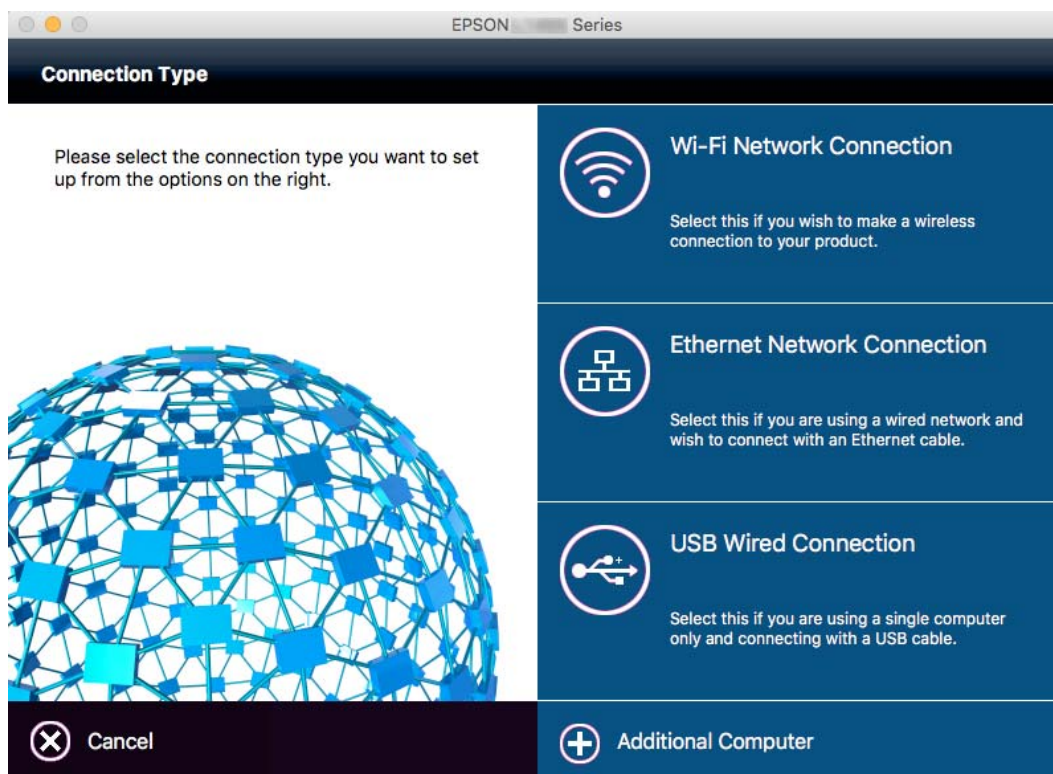 EPSON Series
Connection Type
Please select the connection type you want to set
up from the options on the right.
Wi-Fi Network Connection
Select this if you wish to make a wireless
connection to your product.
Ethernet Network Connection
Select this if you are using a wired network and
wish to connect with an Ethernet cable.
USB Wired Connection
Select this if you are using a single computer
only and connecting with a USB cable.
Cancel
Additional Computer